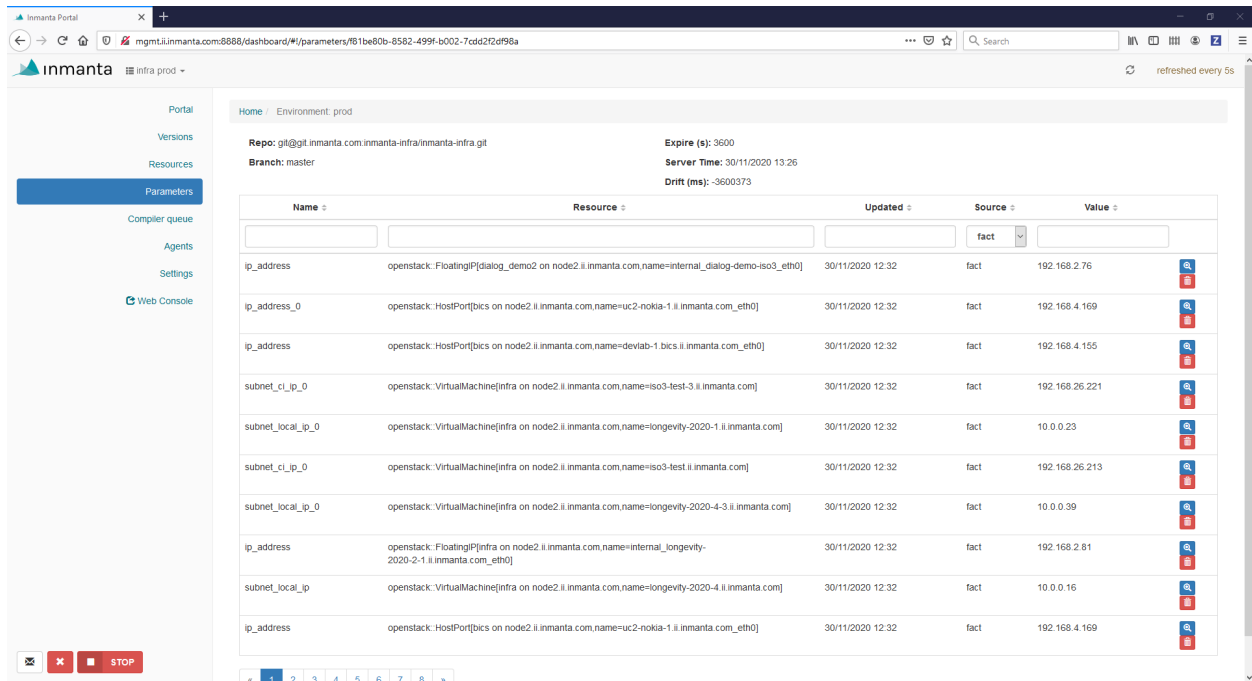 Inmanta Portal
mgmt.ii.inmanta.com:8888/dashboard/#!/parameters/f81be80b-8582-499f-b002-7cdd2f2df98a
Search
inmanta infra prod
refreshed every 5s
Portal
Versions
Resources
Parameters
Compiler queue
Agents
Settings
Web Console
Home / Environment: prod
Repo: git@git.inmanta.com:inmanta-infra/inmanta-infra.git
Branch: master
Expire (s): 3600
Server Time: 30/11/2020 13:26
Drift (ms): -3600373
Name Resource Updated Source Value
fact
ip_address openstack::FloatingIP[dialog_demo2 on node2.ii.inmanta.com,name=internal_dialog-demo-iso3_eth0] 30/11/2020 12:32 fact 192.168.2.76
ip_address_0 openstack::HostPort[bics on node2.ii.inmanta.com,name=uc2-nokia-1.ii.inmanta.com_eth0] 30/11/2020 12:32 fact 192.168.4.169
ip_address openstack::HostPort[bics on node2.ii.inmanta.com,name=devlab-1.bics.ii.inmanta.com_eth0] 30/11/2020 12:32 fact 192.168.4.155
subnet_ci_ip_0 openstack::VirtualMachine[infra on node2.ii.inmanta.com,name=iso3-test-3.ii.inmanta.com] 30/11/2020 12:32 fact 192.168.26.221
subnet_local_ip_0 openstack::VirtualMachine[infra on node2.ii.inmanta.com,name=longevity-2020-1.ii.inmanta.com] 30/11/2020 12:32 fact 10.0.0.23
subnet_ci_ip_0 openstack::VirtualMachine[infra on node2.ii.inmanta.com,name=iso3-test.ii.inmanta.com] 30/11/2020 12:32 fact 192.168.26.213
subnet_local_ip_0 openstack::VirtualMachine[infra on node2.ii.inmanta.com,name=longevity-2020-4-3.ii.inmanta.com] 30/11/2020 12:32 fact 10.0.0.39
ip_address openstack::FloatingIP[infra on node2.ii.inmanta.com,name=internal_longevity- 30/11/2020 12:32 fact 192.168.2.81
2020-2-1.ii.inmanta.com_eth0]
subnet_local_ip openstack::VirtualMachine[infra on node2.ii.inmanta.com,name=longevity-2020-4.ii.inmanta.com] 30/11/2020 12:32 fact 10.0.0.16
ip_address openstack::HostPort[bics on node2.ii.inmanta.com,name=uc2-nokia-1.ii.inmanta.com_eth0] 30/11/2020 12:32 fact 192.168.4.169
STOP
« 1 2 3 4 5 6 7 8 »